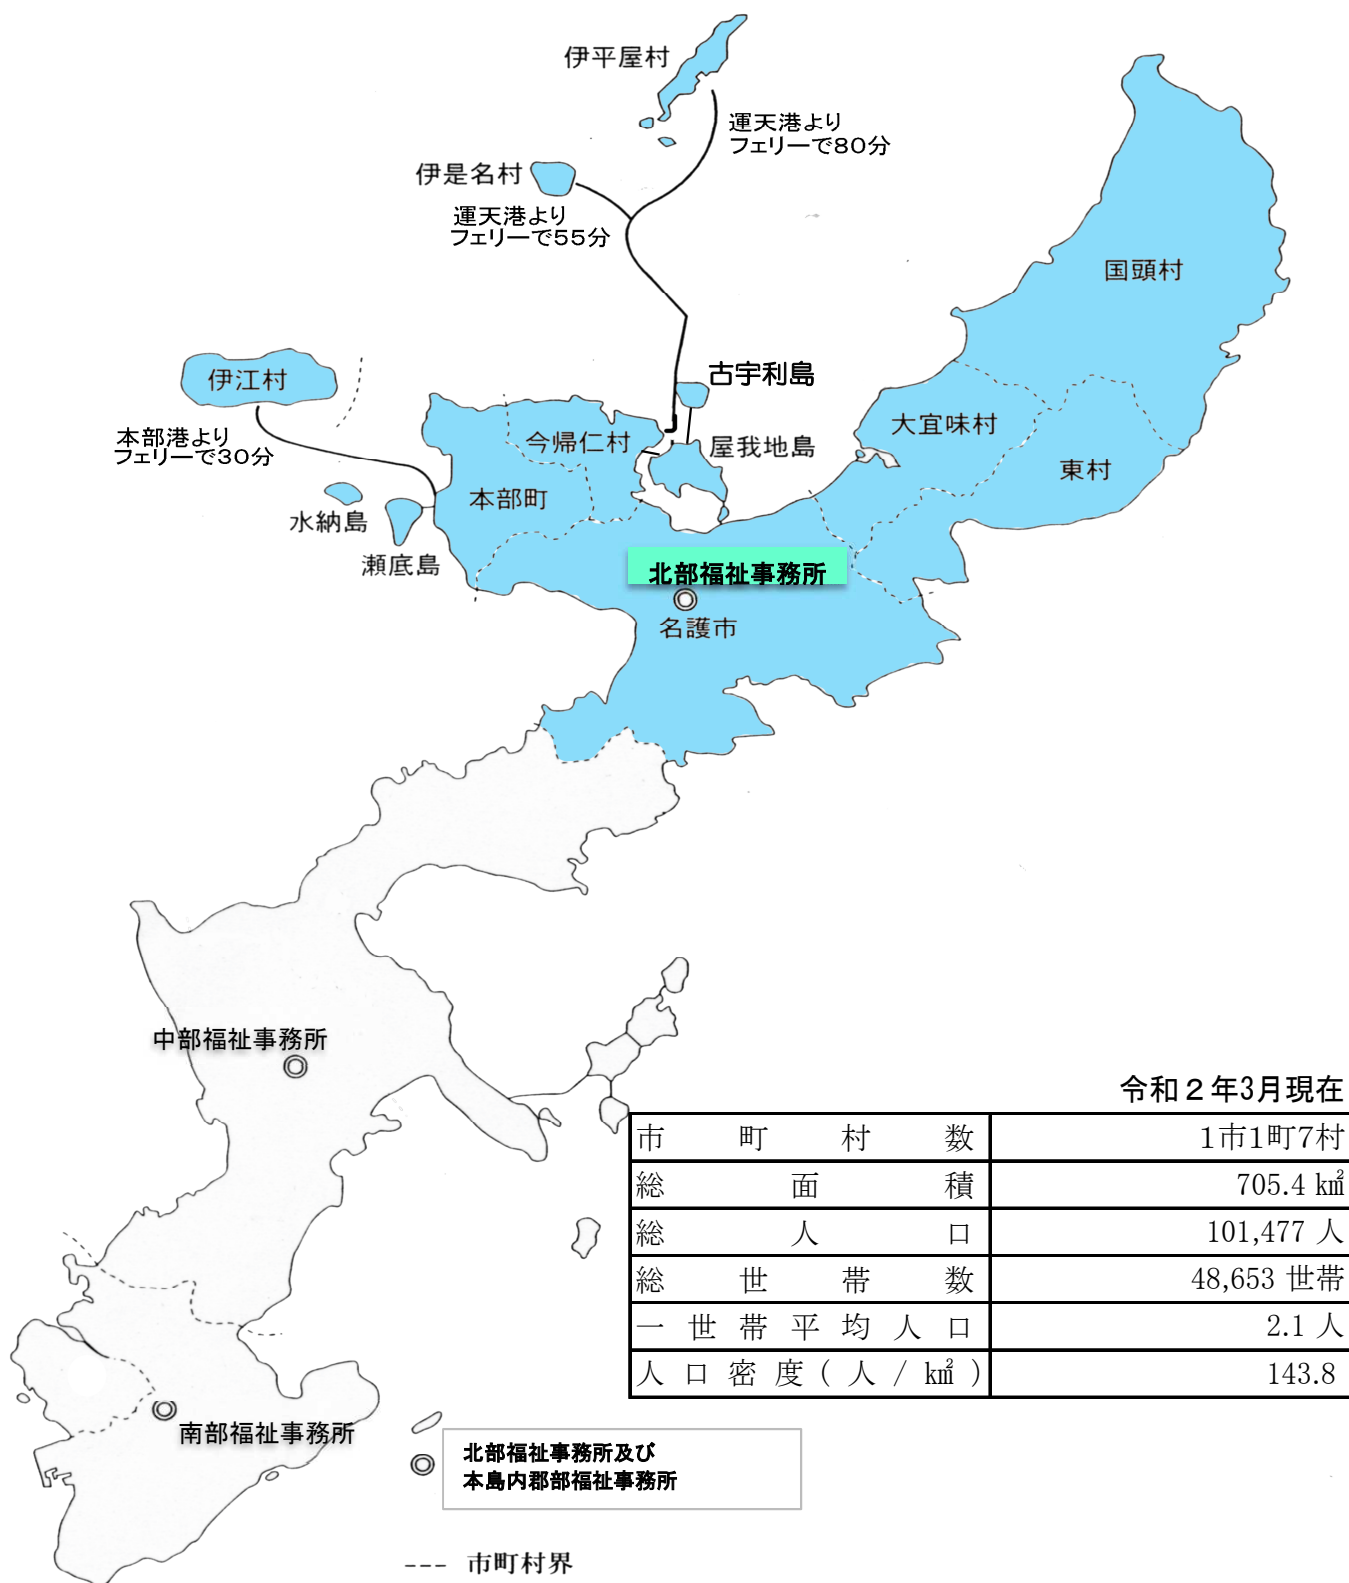 伊平屋村
運天港より
フェリーで80分
伊是名村
運天港より
フェリーで55分
国頭村
伊江村
古宇利島
本部港より
フェリーで30分
今帰仁村
屋我地島
大宜味村
東村
本部町
水納島
瀬底島
北部福祉事務所
名護市
中部福祉事務所
令和２年3月現在
市町村数 1市1町7村
総面積 705.4 ㎢
総人口 101,477 人
総世帯数 48,653 世帯
一世帯平均人口 2.1 人
人口密度(人/㎢) 143.8
南部福祉事務所
北部福祉事務所及び
本島内郡部福祉事務所
市町村界